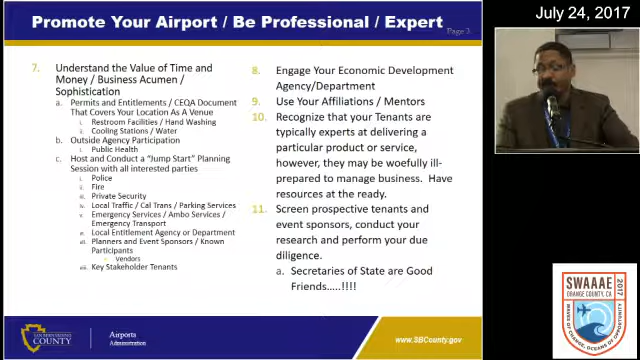 July 24, 2017
Promote Your Airport / Be Professional / Expert
Page 3
7. Understand the Value of Time and
Money / Business Acumen /
Sophistication
a. Permits and Entitlements / CEQA Document
That Covers Your Location As A Venue
i. Restroom Facilities / Hand Washing
ii. Cooling Stations / Water
b. Outside Agency Participation
i. Public Health
c. Host and Conduct a "Jump Start" Planning
Session with all interested parties
i. Police
ii. Fire
iii. Private Security
iv. Local Traffic / Cal Trans / Parking Services
v. Emergency Services / Ambo Services /
Emergency Transport
vi. Local Entitlement Agency or Department
vii. Planners and Event Sponsors / Known
Participants
Vendors
viii. Key Stakeholder Tenants
8. Engage Your Economic Development
Agency/Department
9. Use Your Affiliations / Mentors
10. Recognize that your Tenants are
typically experts at delivering a
particular product or service,
however, they may be woefully ill-
prepared to manage business. Have
resources at the ready.
11. Screen prospective tenants and
event sponsors, conduct your
research and perform your due
diligence.
a. Secretaries of State are Good
Friends.....!!!!
COUNTY
Airports
Administration
www.SBCounty.gov
SWAAAE
ORANGE COUNTY, CA
2017
WAVES OF CHANGE, OCEANS OF OPPORTUNITY